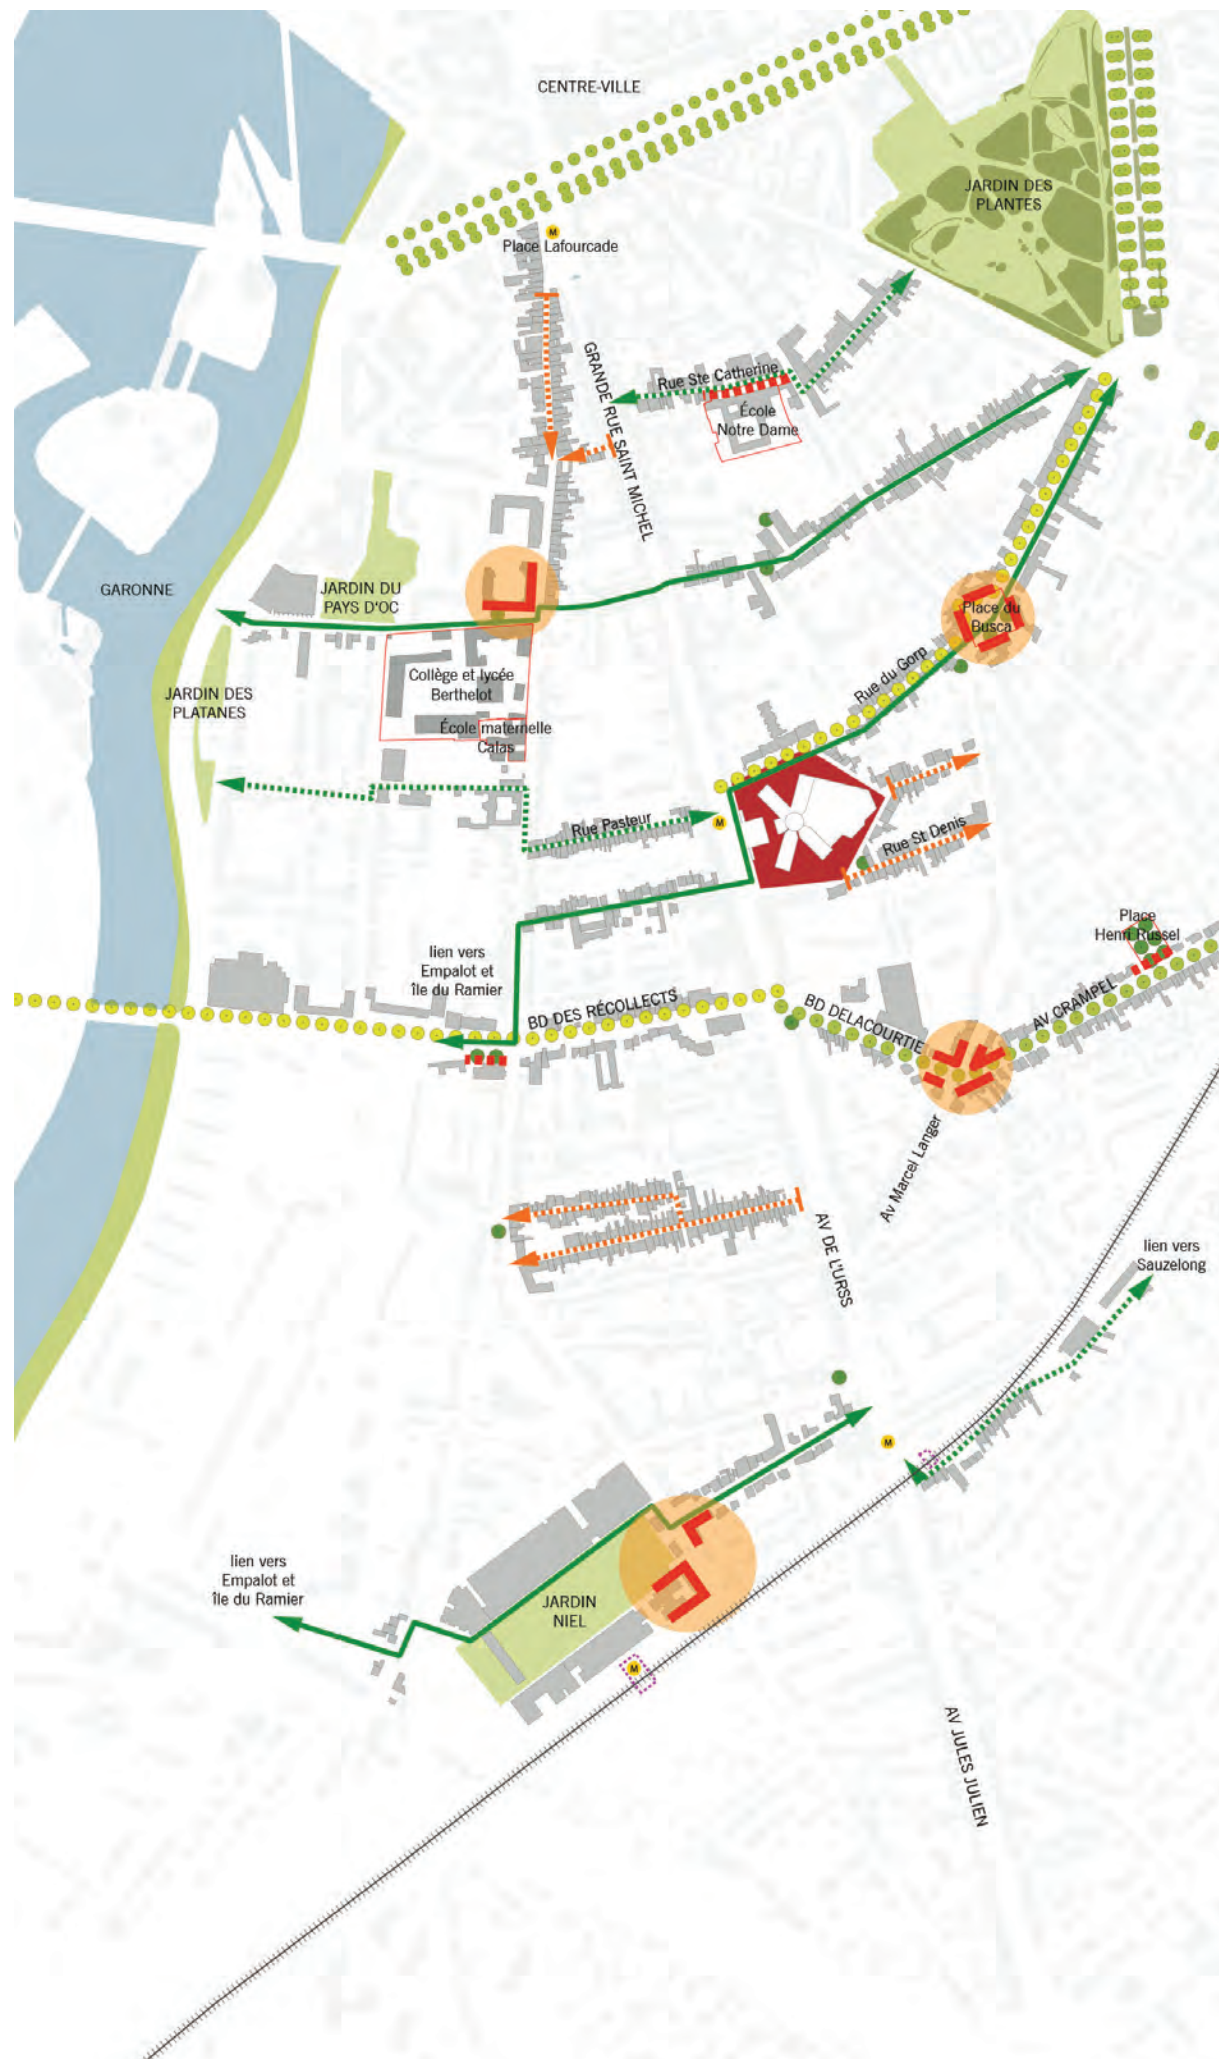 CENTRE-VILLE
JARDIN DES
PLANTES
M
Place Lafourcade
GRANDE RUE SAINT MICHEL
Rue Ste Catherine
École
Notre Dame
GARONNE
JARDIN DU
PAYS D'OC
Place du
Busca
Collège et lycée
Berthelot
Rue du Gorp
JARDIN DES
PLATANES
École maternelle
Calas
Rue Pasteur
M
Rue St Denis
Place
Henri Russel
lien vers
Empalot et
île du Ramier
BD DES RÉCOLLECTS
BD DELACOURTIE
AV CRAMPEL
Av Marcel Langer
AV DE L'URSS
lien vers
Sauzelong
M
lien vers
Empalot et
île du Ramier
JARDIN
NIEL
M
AV JULES JULIEN